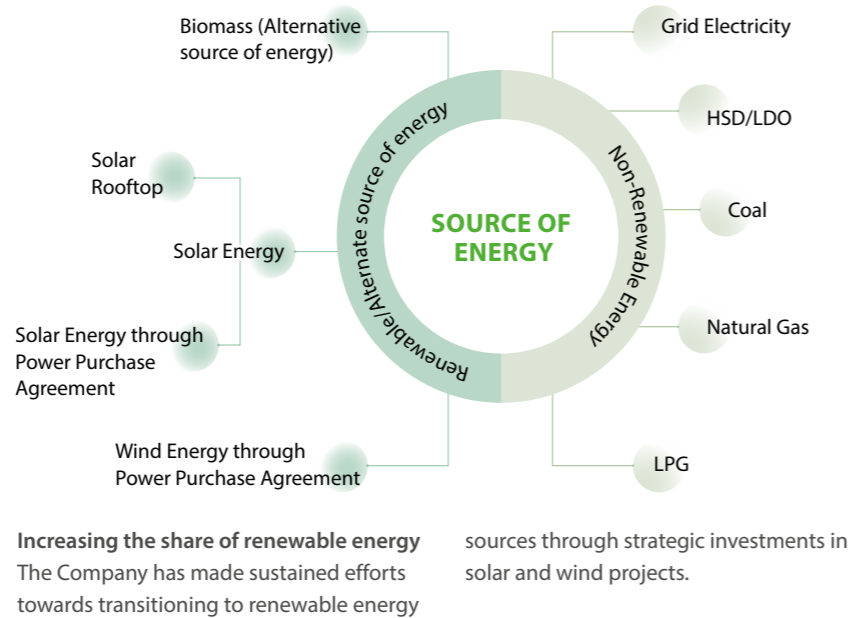 Biomass (Alternative
source of energy)
Solar
Rooftop
Solar Energy
Solar Energy through
Power Purchase
Agreement
Wind Energy through
Power Purchase Agreement
Renewable/Alternate source of energy
SOURCE OF
ENERGY
Non-Renewable Energy
Grid Electricity
HSD/LDO
Coal
Natural Gas
LPG
Increasing the share of renewable energy
The Company has made sustained efforts
towards transitioning to renewable energy
sources through strategic investments in
solar and wind projects.